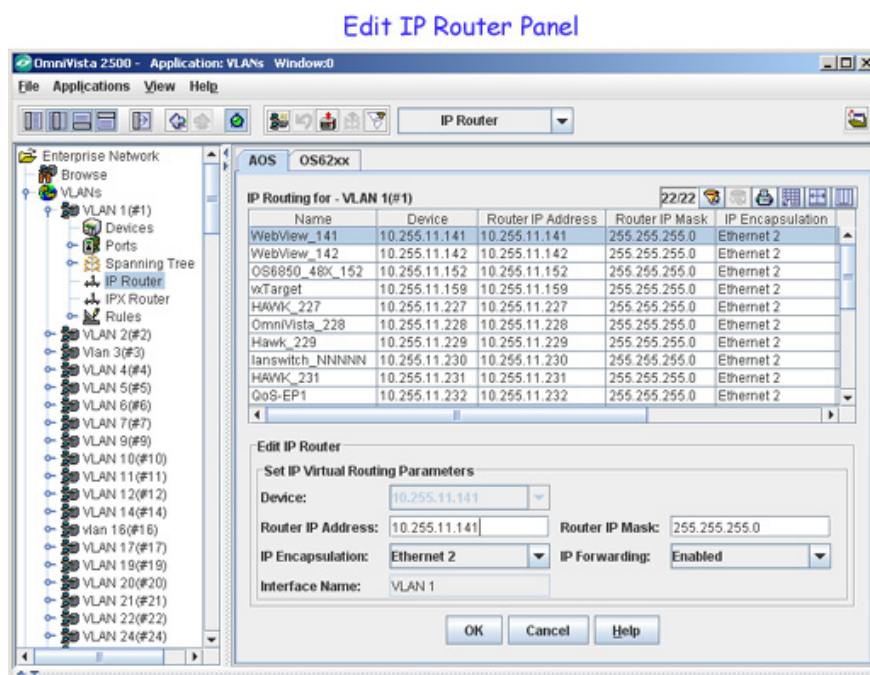 Edit IP Router Panel
OmniVista 2500 - Application: VLANs Window:0
File Applications View Help
IP Router
Enterprise Network
Browse
VLANs
VLAN 1(#1)
Devices
Ports
Spanning Tree
IP Router
IPX Router
Rules
VLAN 2(#2)
Vlan 3(#3)
VLAN 4(#4)
VLAN 5(#5)
VLAN 6(#6)
VLAN 7(#7)
VLAN 9(#9)
VLAN 10(#10)
VLAN 11(#11)
VLAN 12(#12)
VLAN 14(#14)
vlan 16(#16)
VLAN 17(#17)
VLAN 19(#19)
VLAN 20(#20)
VLAN 21(#21)
VLAN 22(#22)
VLAN 24(#24)
AOS OS62xx
IP Routing for - VLAN 1(#1) 22/22
Name Device Router IP Address Router IP Mask IP Encapsulation
WebView_141 10.255.11.141 10.255.11.141 255.255.255.0 Ethernet 2
WebView_142 10.255.11.142 10.255.11.142 255.255.255.0 Ethernet 2
OS6850_48X_152 10.255.11.152 10.255.11.152 255.255.255.0 Ethernet 2
vxTarget 10.255.11.159 10.255.11.159 255.255.255.0 Ethernet 2
HAWK_227 10.255.11.227 10.255.11.227 255.255.255.0 Ethernet 2
OmniVista_228 10.255.11.228 10.255.11.228 255.255.255.0 Ethernet 2
Hawk_229 10.255.11.229 10.255.11.229 255.255.255.0 Ethernet 2
lanswitch_NNNNN 10.255.11.230 10.255.11.230 255.255.255.0 Ethernet 2
HAWK_231 10.255.11.231 10.255.11.231 255.255.255.0 Ethernet 2
QoS-EP1 10.255.11.232 10.255.11.232 255.255.255.0 Ethernet 2
Edit IP Router
Set IP Virtual Routing Parameters
Device: 10.255.11.141
Router IP Address: 10.255.11.141 Router IP Mask: 255.255.255.0
IP Encapsulation: Ethernet 2 IP Forwarding: Enabled
Interface Name: VLAN 1
OK Cancel Help